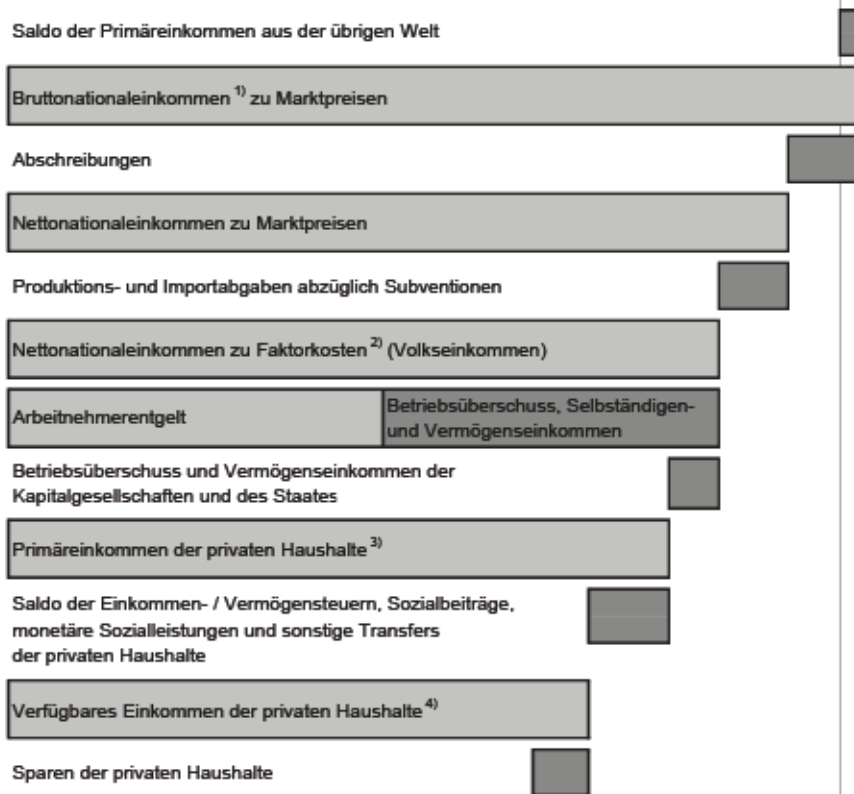 Saldo der Primäreinkommen aus der übrigen Welt
Bruttonationaleinkommen 1) zu Marktpreisen
Abschreibungen
Nettonationaleinkommen zu Marktpreisen
Produktions- und Importabgaben abzüglich Subventionen
Nettonationaleinkommen zu Faktorkosten 2) (Volkseinkommen)
Arbeitnehmerentgelt
Betriebsüberschuss, Selbständigen-
und Vermögenseinkommen
Betriebsüberschuss und Vermögenseinkommen der
Kapitalgesellschaften und des Staates
Primäreinkommen der privaten Haushalte 3)
Saldo der Einkommen- / Vermögensteuern, Sozialbeiträge,
monetäre Sozialleistungen und sonstige Transfers
der privaten Haushalte
Verfügbares Einkommen der privaten Haushalte 4)
Sparen der privaten Haushalte